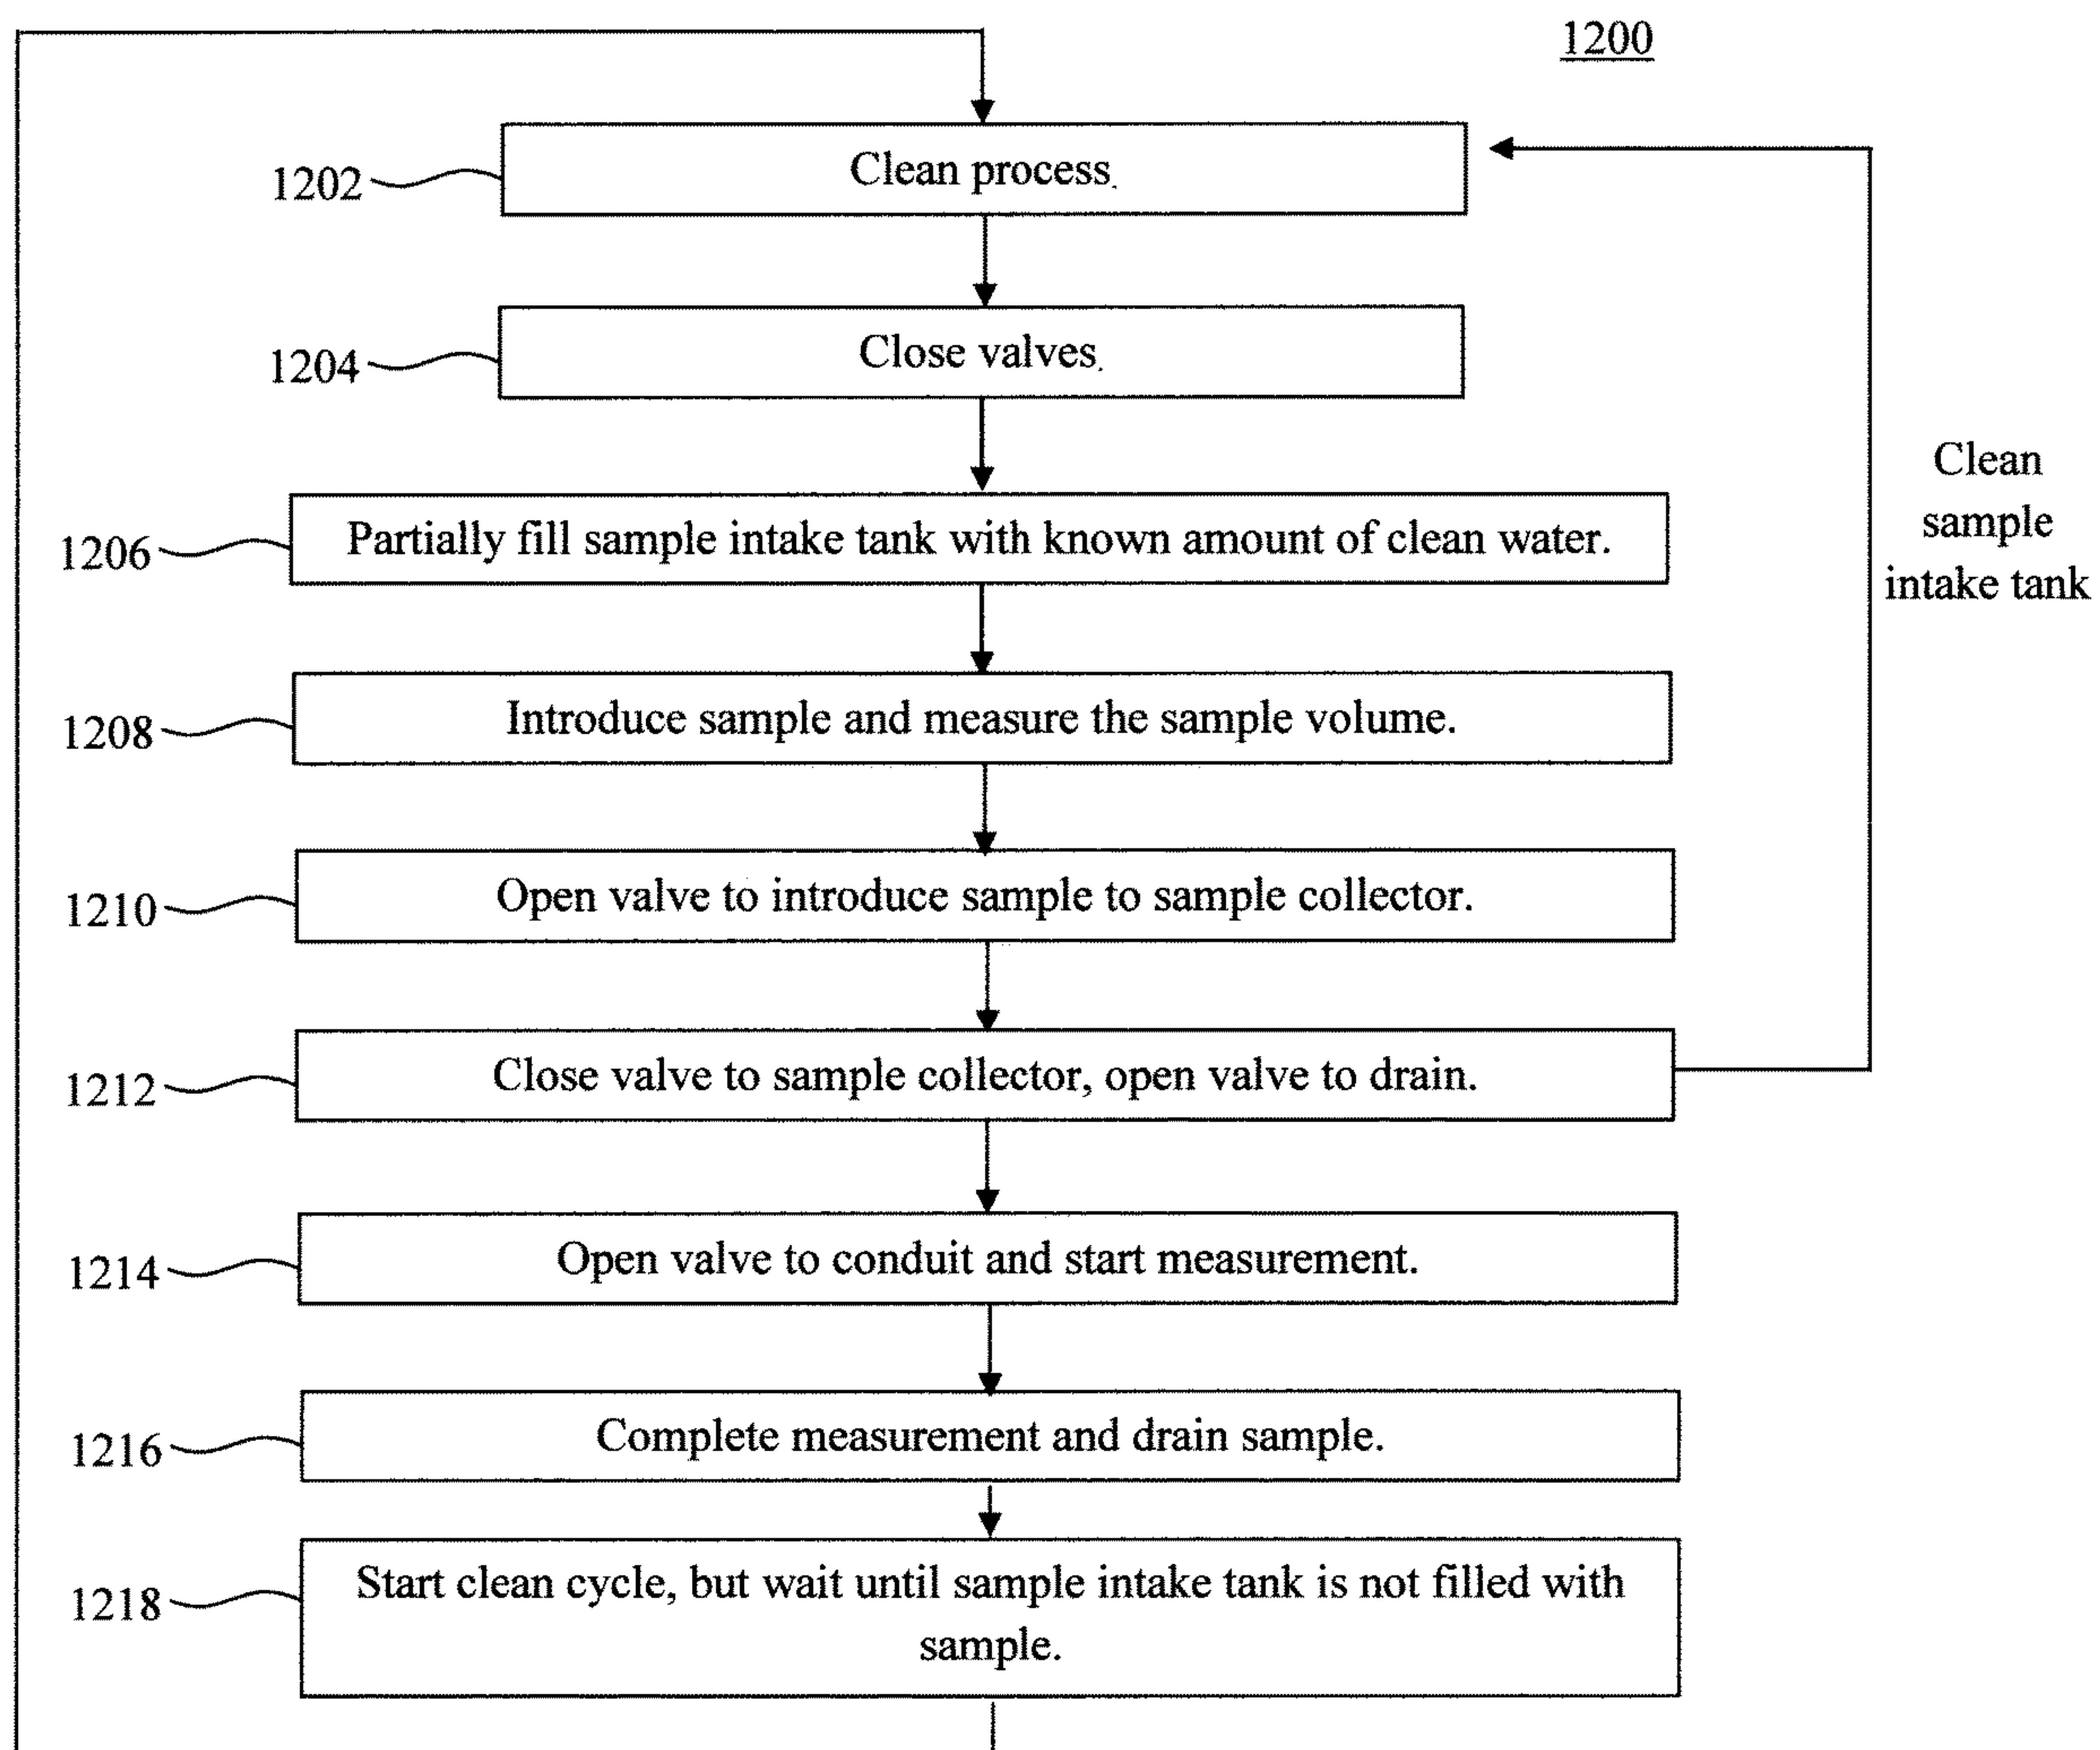 1200
1202
Clean process.
1204
Close valves.
Clean
sample
intake tank
1206
Partially fill sample intake tank with known amount of clean water.
1208
Introduce sample and measure the sample volume.
1210
Open valve to introduce sample to sample collector.
1212
Close valve to sample collector, open valve to drain.
1214
Open valve to conduit and start measurement.
1216
Complete measurement and drain sample.
1218
Start clean cycle, but wait until sample intake tank is not filled with
sample.